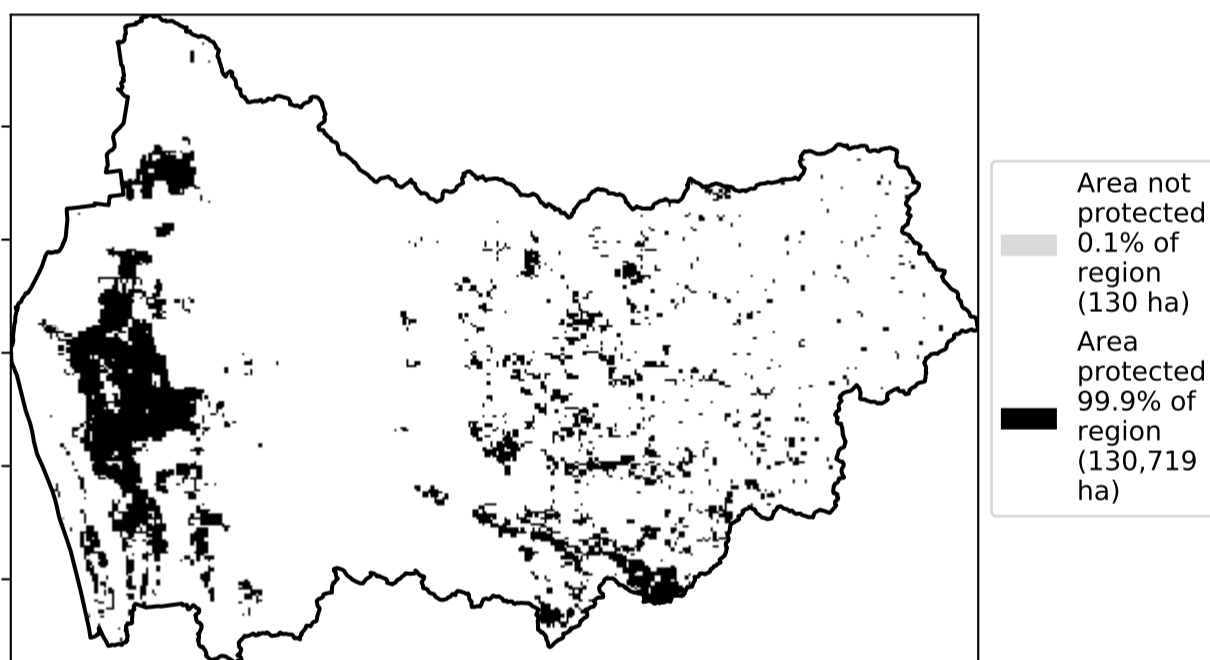 Area not
protected
0.1% of
region
(130 ha)
Area
protected
99.9% of
region
(130,719
ha)